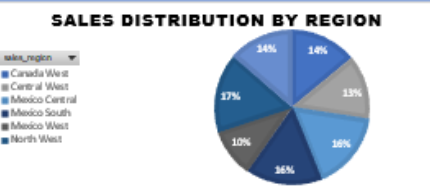 SALES DISTRIBUTION BY REGION
sales_region
Canada West
Central West
Mexico Central
Mexico South
Mexico West
North West
14%
14%
13%
17%
10%
16%
16%